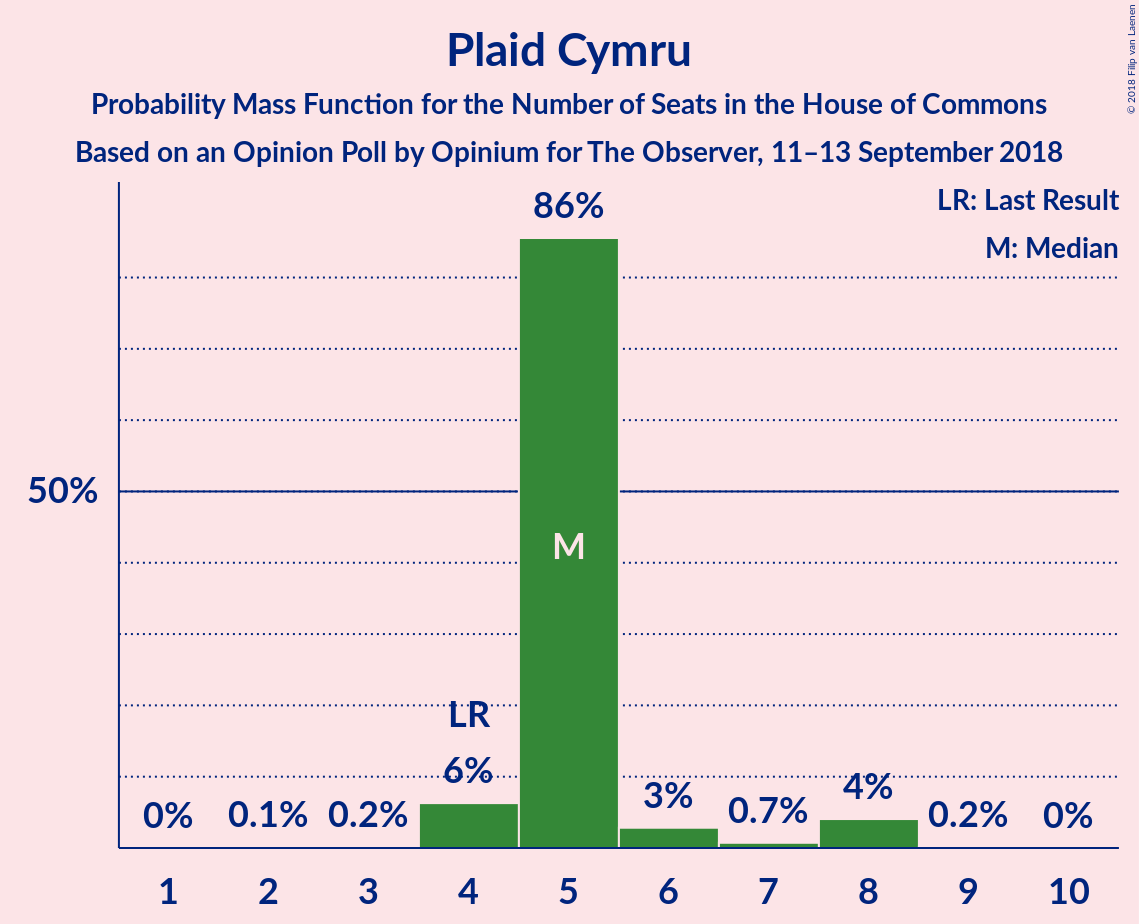 Plaid Cymru
Probability Mass Function for the Number of Seats in the House of Commons
Based on an Opinion Poll by Opinium for The Observer, 11–13 September 2018
© 2018 Filip van Laenen
LR: Last Result
M: Median
86%
50%
M
LR
6%
0%
0.1%
0.2%
3%
0.7%
4%
0.2%
0%
1 2 3 4 5 6 7 8 9 10